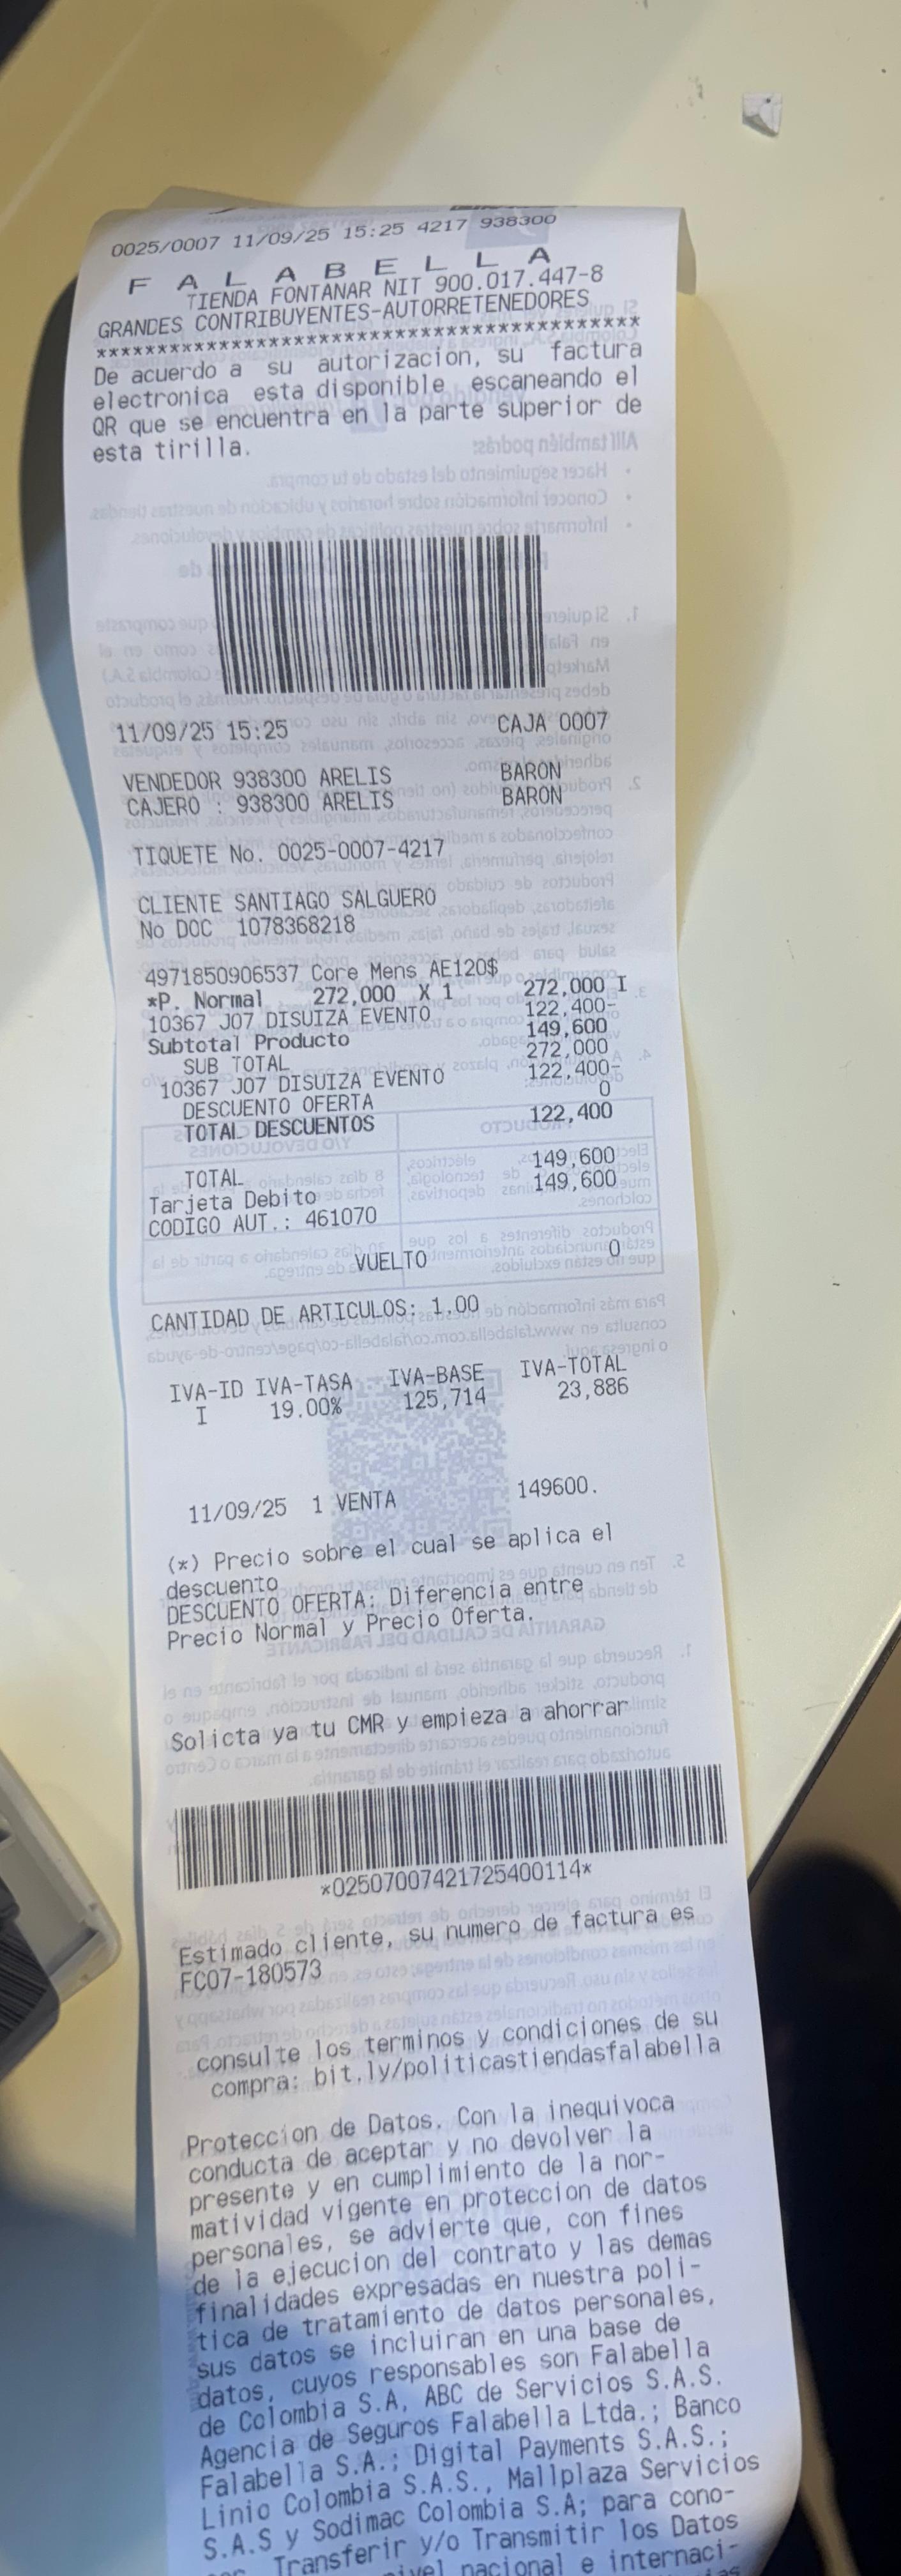 0025/0007 11/09/25 15:25 4217 938300
F A L A B E L L A
TIENDA FONTANAR NIT 900.017.447-8
GRANDES CONTRIBUYENTES-AUTORRETENEDORES
*****************************************
De acuerdo a su autorizacion, su factura
electronica esta disponible escaneando el
QR que se encuentra en la parte superior de
esta tirilla.
11/09/25 15:25 CAJA 0007
VENDEDOR 938300 ARELIS BARON
CAJERO : 938300 ARELIS BARON
TIQUETE No. 0025-0007-4217
CLIENTE SANTIAGO SALGUERO
No DOC 1078368218
4971850906537 Core Mens AE120$
*P. Normal 272,000 X 1 272,000 I
10367 J07 DISUIZA EVENTO 122,400-
Subtotal Producto 149,600
SUB TOTAL 272,000
10367 J07 DISUIZA EVENTO 122,400-
DESCUENTO OFERTA 0
TOTAL DESCUENTOS 122,400
TOTAL 149,600
Tarjeta Debito 149,600
CODIGO AUT.: 461070
VUELTO 0
CANTIDAD DE ARTICULOS: 1.00
IVA-ID IVA-TASA IVA-BASE IVA-TOTAL
I 19.00% 125,714 23,886
11/09/25 1 VENTA 149600.
(*) Precio sobre el cual se aplica el
descuento
DESCUENTO OFERTA: Diferencia entre
Precio Normal y Precio Oferta.
Solicta ya tu CMR y empieza a ahorrar
*02507007421725400114*
Estimado cliente, su numero de factura es
FC07-180573
consulte los terminos y condiciones de su
compra: bit.ly/politicastiendasfalabella
Proteccion de Datos. Con la inequivoca
conducta de aceptar y no devolver la
presente y en cumplimiento de la nor-
matividad vigente en proteccion de datos
personales, se advierte que, con fines
de la ejecucion del contrato y las demas
finalidades expresadas en nuestra poli-
tica de tratamiento de datos personales,
sus datos se incluiran en una base de
datos, cuyos responsables son Falabella
de Colombia S.A, ABC de Servicios S.A.S.
Agencia de Seguros Falabella Ltda.; Banco
Falabella S.A.; Digital Payments S.A.S.;
Linio Colombia S.A.S., Mallplaza Servicios
S.A.S y Sodimac Colombia S.A; para cono-
Transferir y/o Transmitir los Datos
nivel nacional e internaci-